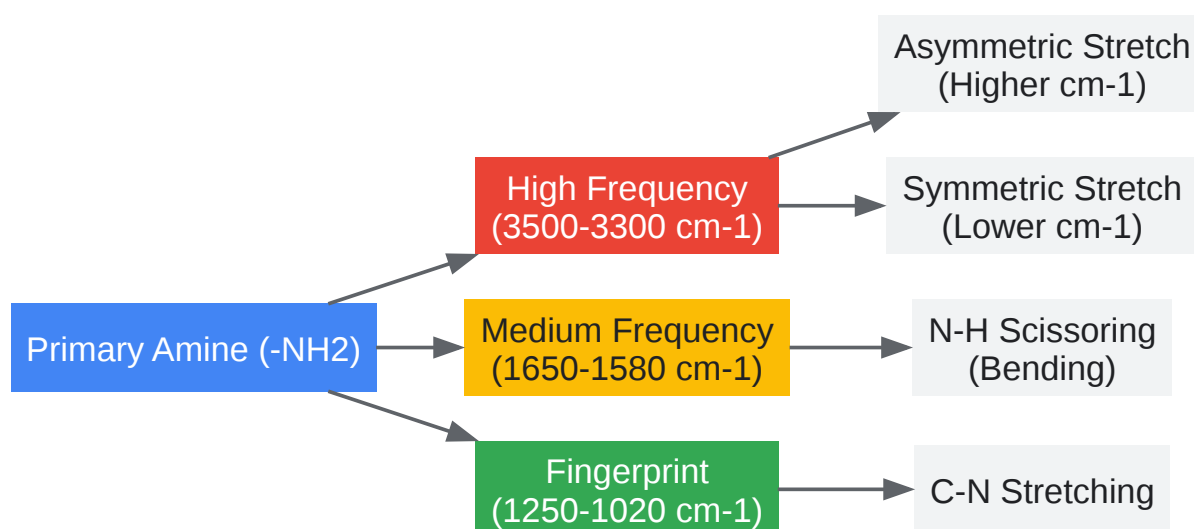 Asymmetric Stretch
(Higher cm-1)
High Frequency
(3500-3300 cm-1)
Symmetric Stretch
(Lower cm-1)
Primary Amine (-NH2)
Medium Frequency
(1650-1580 cm-1)
N-H Scissoring
(Bending)
Fingerprint
(1250-1020 cm-1)
C-N Stretching